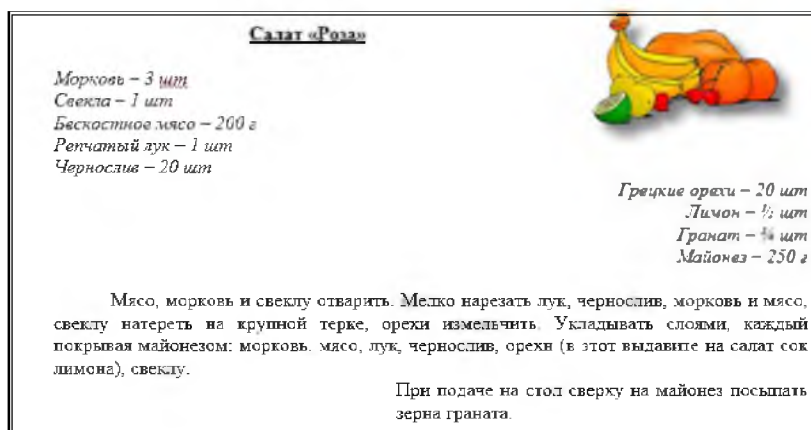 Салат «Роза»
Морковь – 3 шт
Свекла – 1 шт
Бескостное мясо – 200 г
Репчатый лук – 1 шт
Чернослив – 20 шт
Грецкие орехи – 20 шт
Лимон – ½ шт
Гранат – ¾ шт
Майонез – 250 г
Мясо, морковь и свеклу отварить. Мелко нарезать лук, чернослив, морковь и мясо,
свеклу натереть на крупной терке, орехи измельчить. Укладывать слоями, каждый
покрывая майонезом: морковь, мясо, лук, чернослив, орехи (в этот выдавите на салат сок
лимона), свеклу.
При подаче на стол сверху на майонез посыпать
зерна граната.